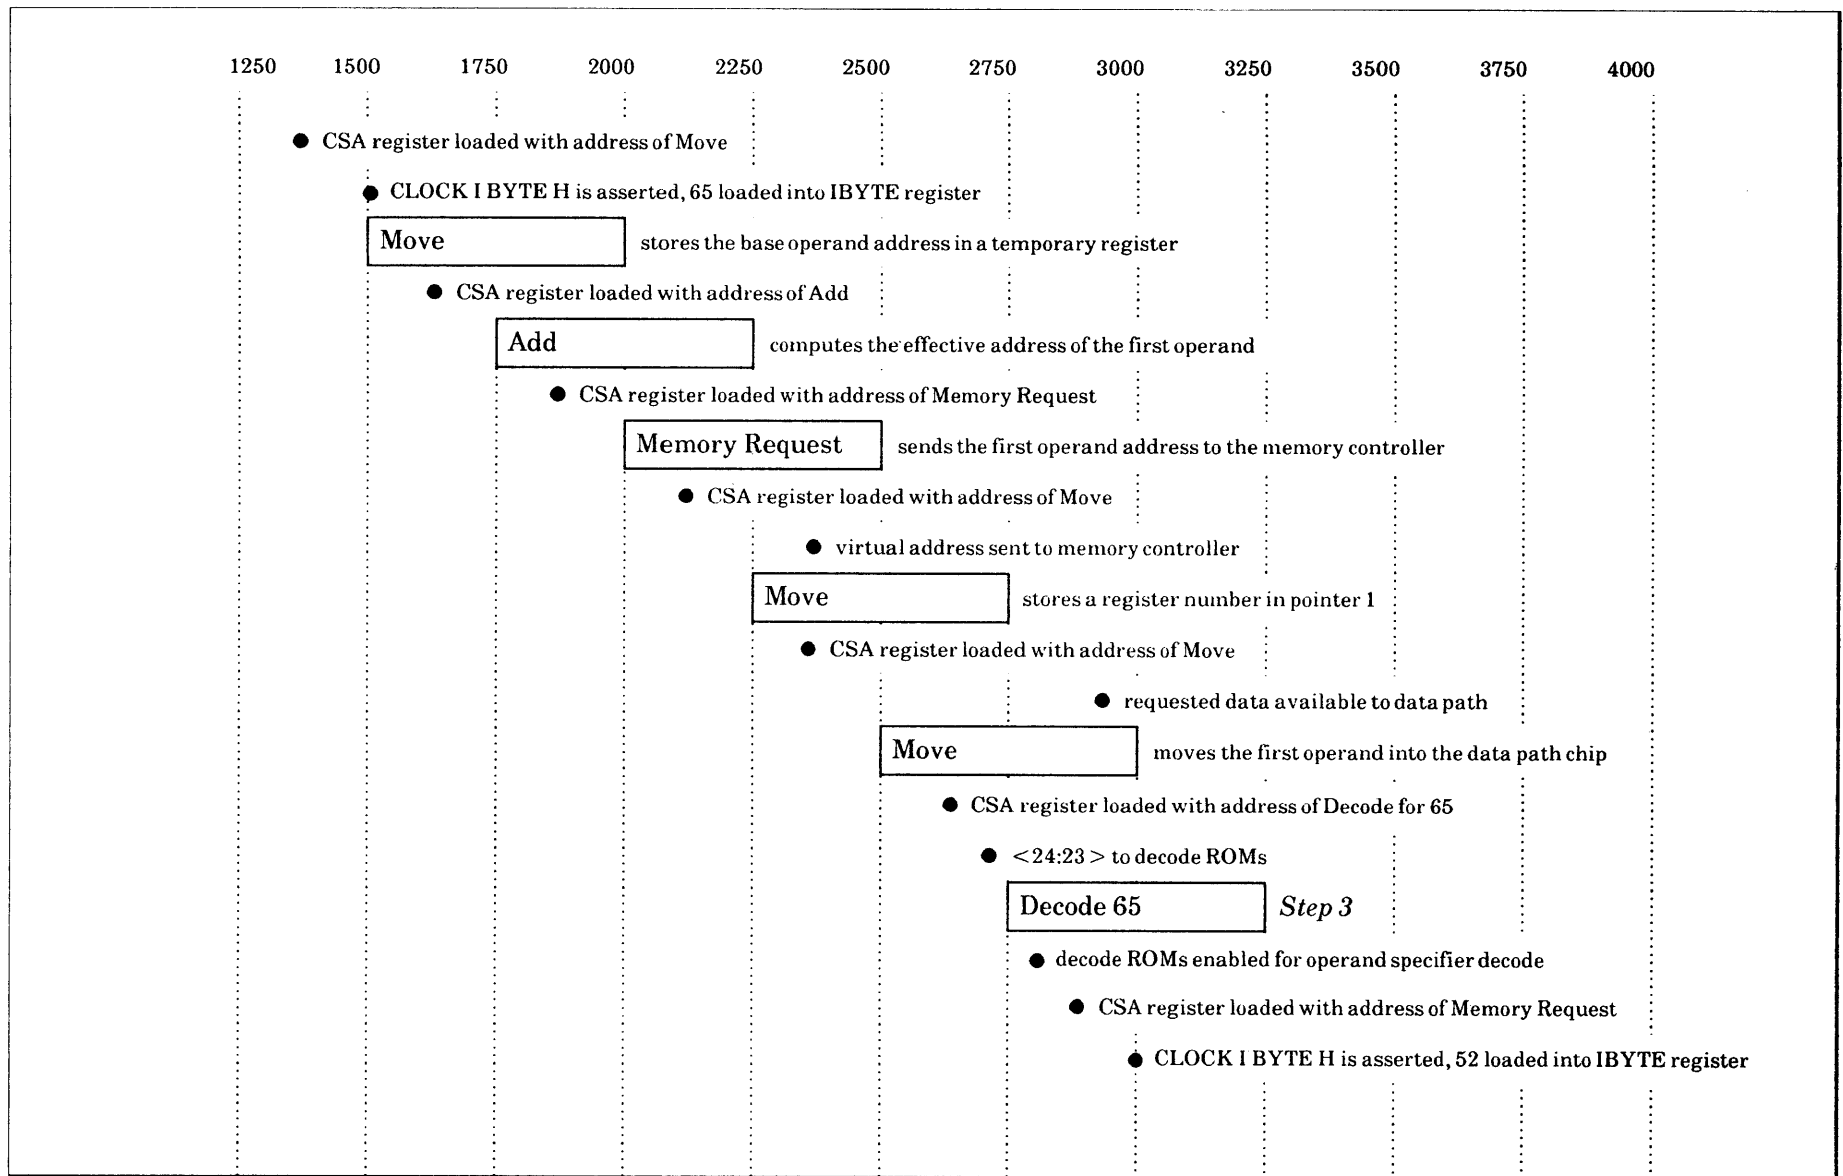 1250 1500 1750 2000 2250 2500 2750 3000 3250 3500 3750 4000
CSA register loaded with address of Move
CLOCK I BYTE H is asserted, 65 loaded into IBYTE register
Move stores the base operand address in a temporary register
CSA register loaded with address of Add
Add computes the effective address of the first operand
CSA register loaded with address of Memory Request
Memory Request sends the first operand address to the memory controller
CSA register loaded with address of Move
virtual address sent to memory controller
Move stores a register number in pointer 1
CSA register loaded with address of Move
requested data available to data path
Move moves the first operand into the data path chip
CSA register loaded with address of Decode for 65
<24:23> to decode ROMs
Decode 65 Step 3
decode ROMs enabled for operand specifier decode
CSA register loaded with address of Memory Request
CLOCK I BYTE H is asserted, 52 loaded into IBYTE register